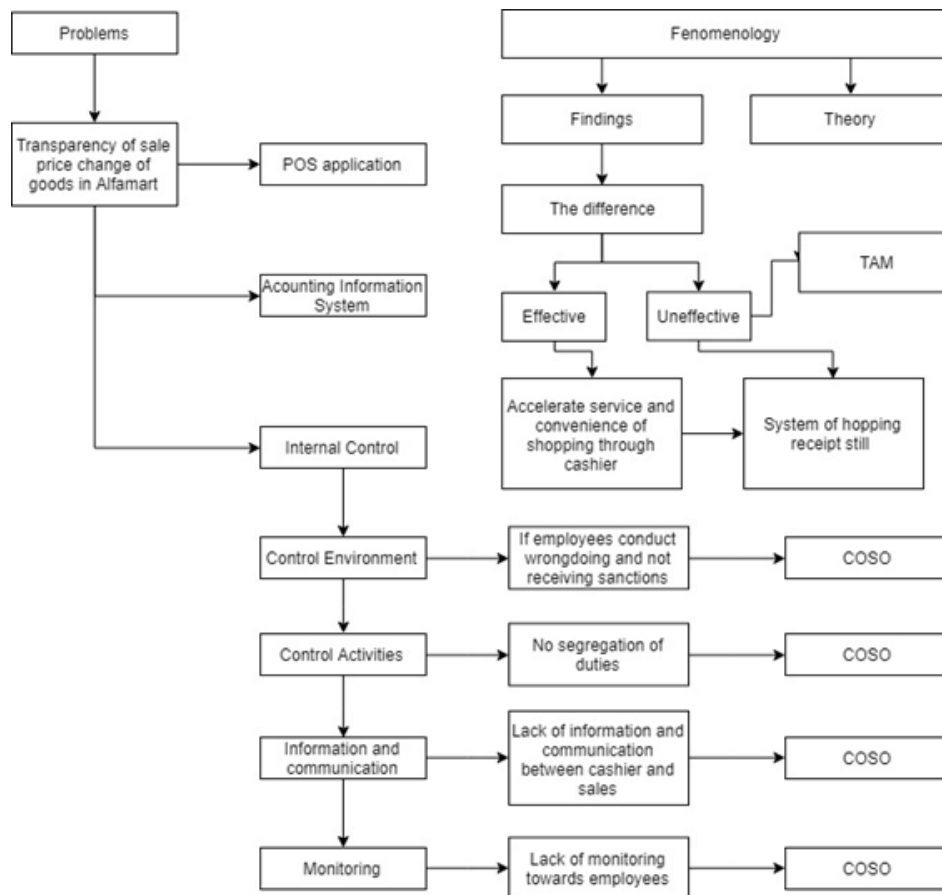 Problems
Fenomenology
Findings
Theory
Transparency of sale
price change of
goods in Alfamart
POS application
The difference
TAM
Acounting Information
System
Effective
Uneffective
Accelerate service and
convenience of
shopping through
cashier
System of hopping
receipt still
Internal Control
Control Environment
If employees conduct
wrongdoing and not
receiving sanctions
COSO
Control Activities
No segregation of
duties
COSO
Information and
communication
Lack of information and
communication
between cashier and
sales
COSO
Monitoring
Lack of monitoring
towards employees
COSO